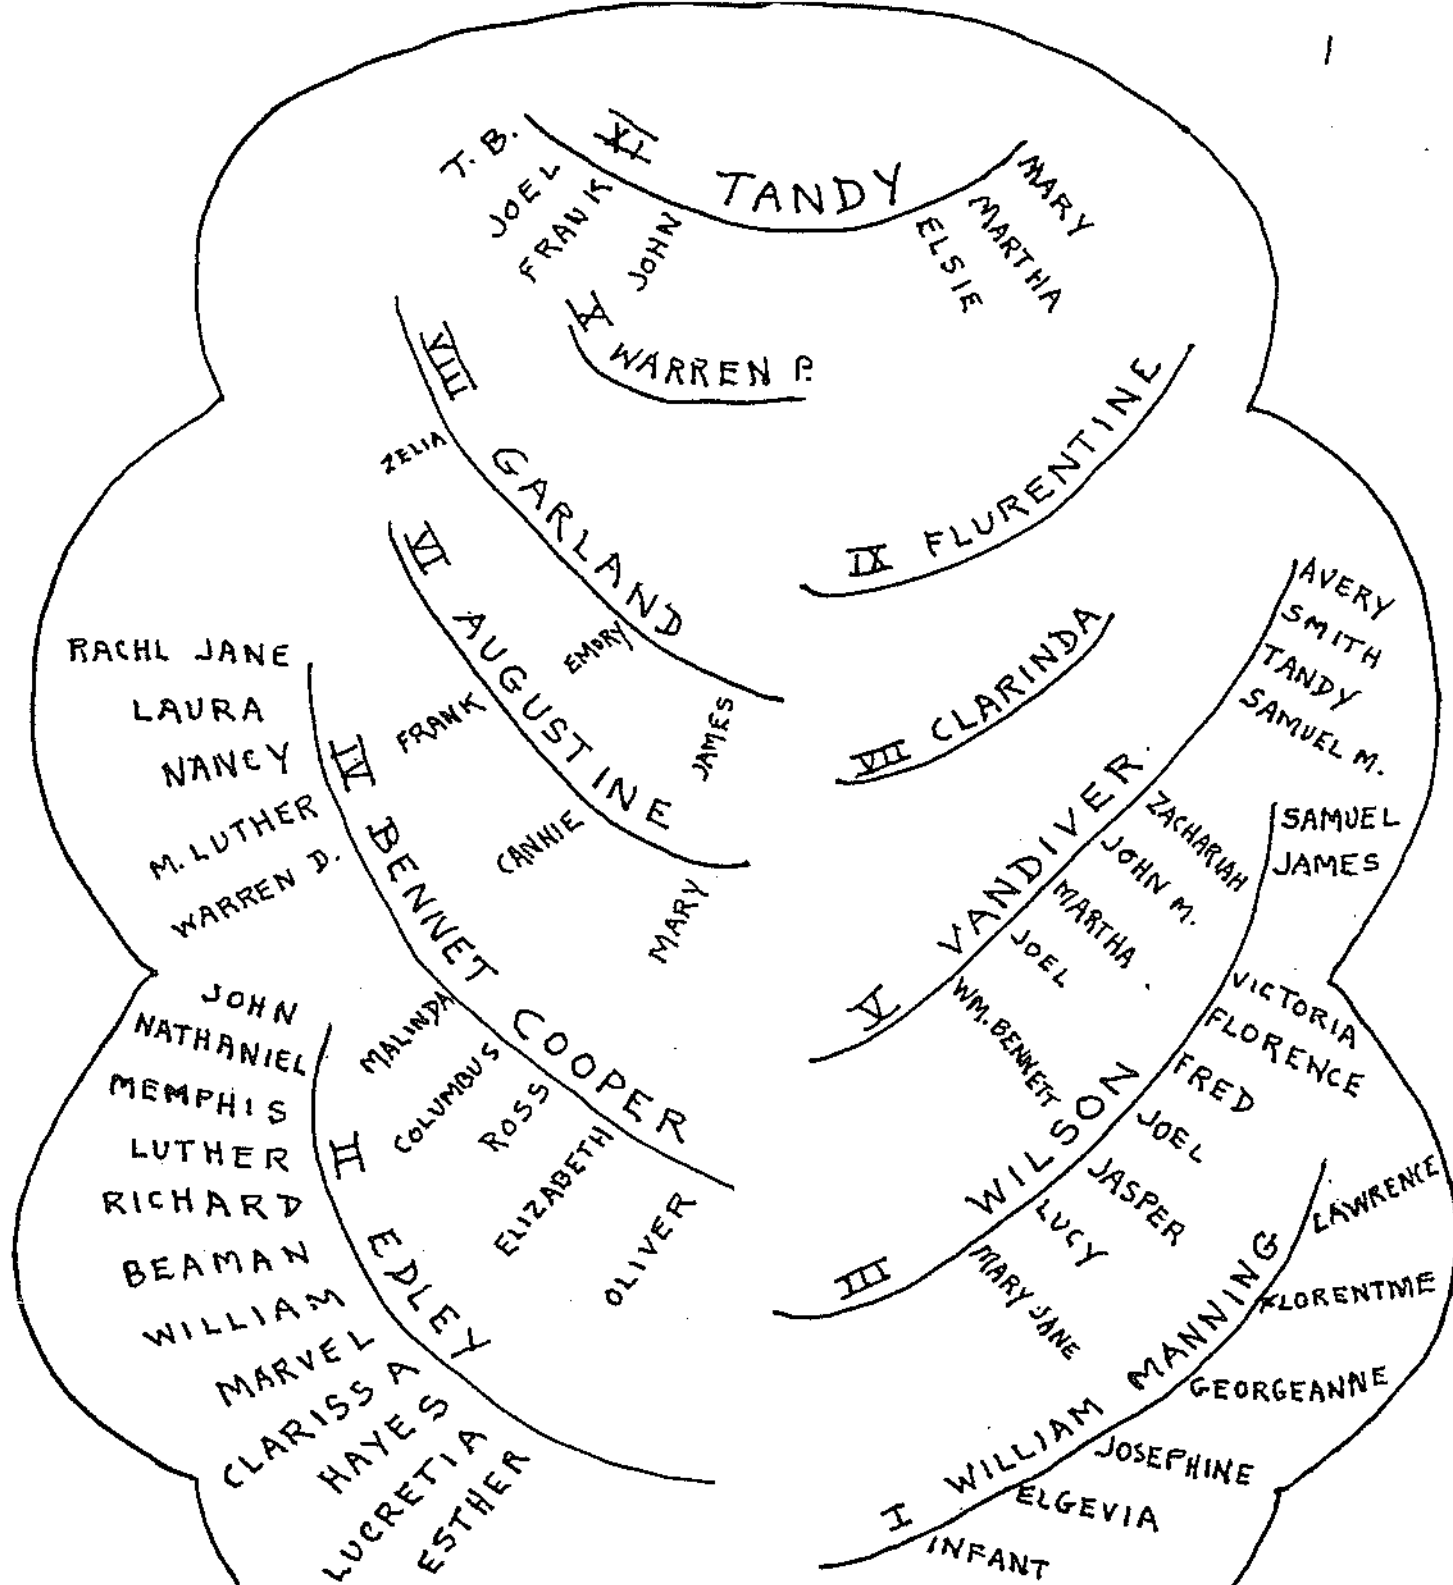 XI TANDY
T. B.
JOEL
FRANK
JOHN
ELSIE
MARTHA
MARY
X
WARREN P.
VIII GARLAND
ZELIA
EMORY
JAMES
IX FLURENTINE
VI AUGUSTINE
FRANK
CANNIE
MARY
VII CLARINDA
IV BENNET COOPER
RACHL JANE
LAURA
NANCY
M. LUTHER
WARREN D.
MALINDA
COLUMBUS
ROSS
ELIZABETH
OLIVER
V VANDIVER
AVERY
SMITH
TANDY
SAMUEL M.
ZACHARIAH
JOHN M.
MARTHA
JOEL
WM. BENNETT
II EDLEY
JOHN
NATHANIEL
MEMPHIS
LUTHER
RICHARD
BEAMAN
WILLIAM
MARVEL
CLARISSA
HAYES
LUCRETIA
ESTHER
III WILSON
SAMUEL
JAMES
VICTORIA
FLORENCE
FRED
JOEL
JASPER
LUCY
MARY JANE
I WILLIAM MANNING
LAWRENCE
FLORENTINE
GEORGEANNE
JOSEPHINE
ELGEVIA
INFANT